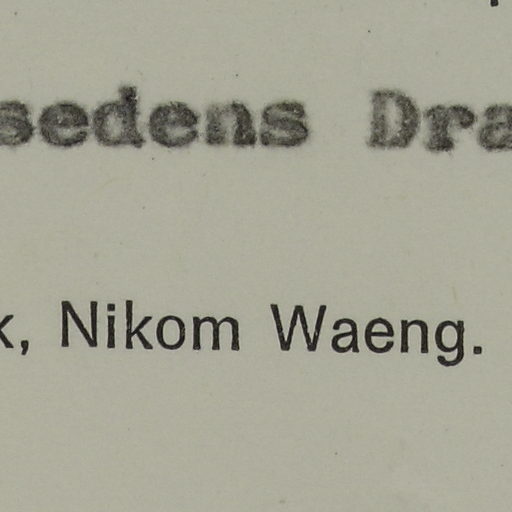 sedens Dra
k, Nikom Waeng.